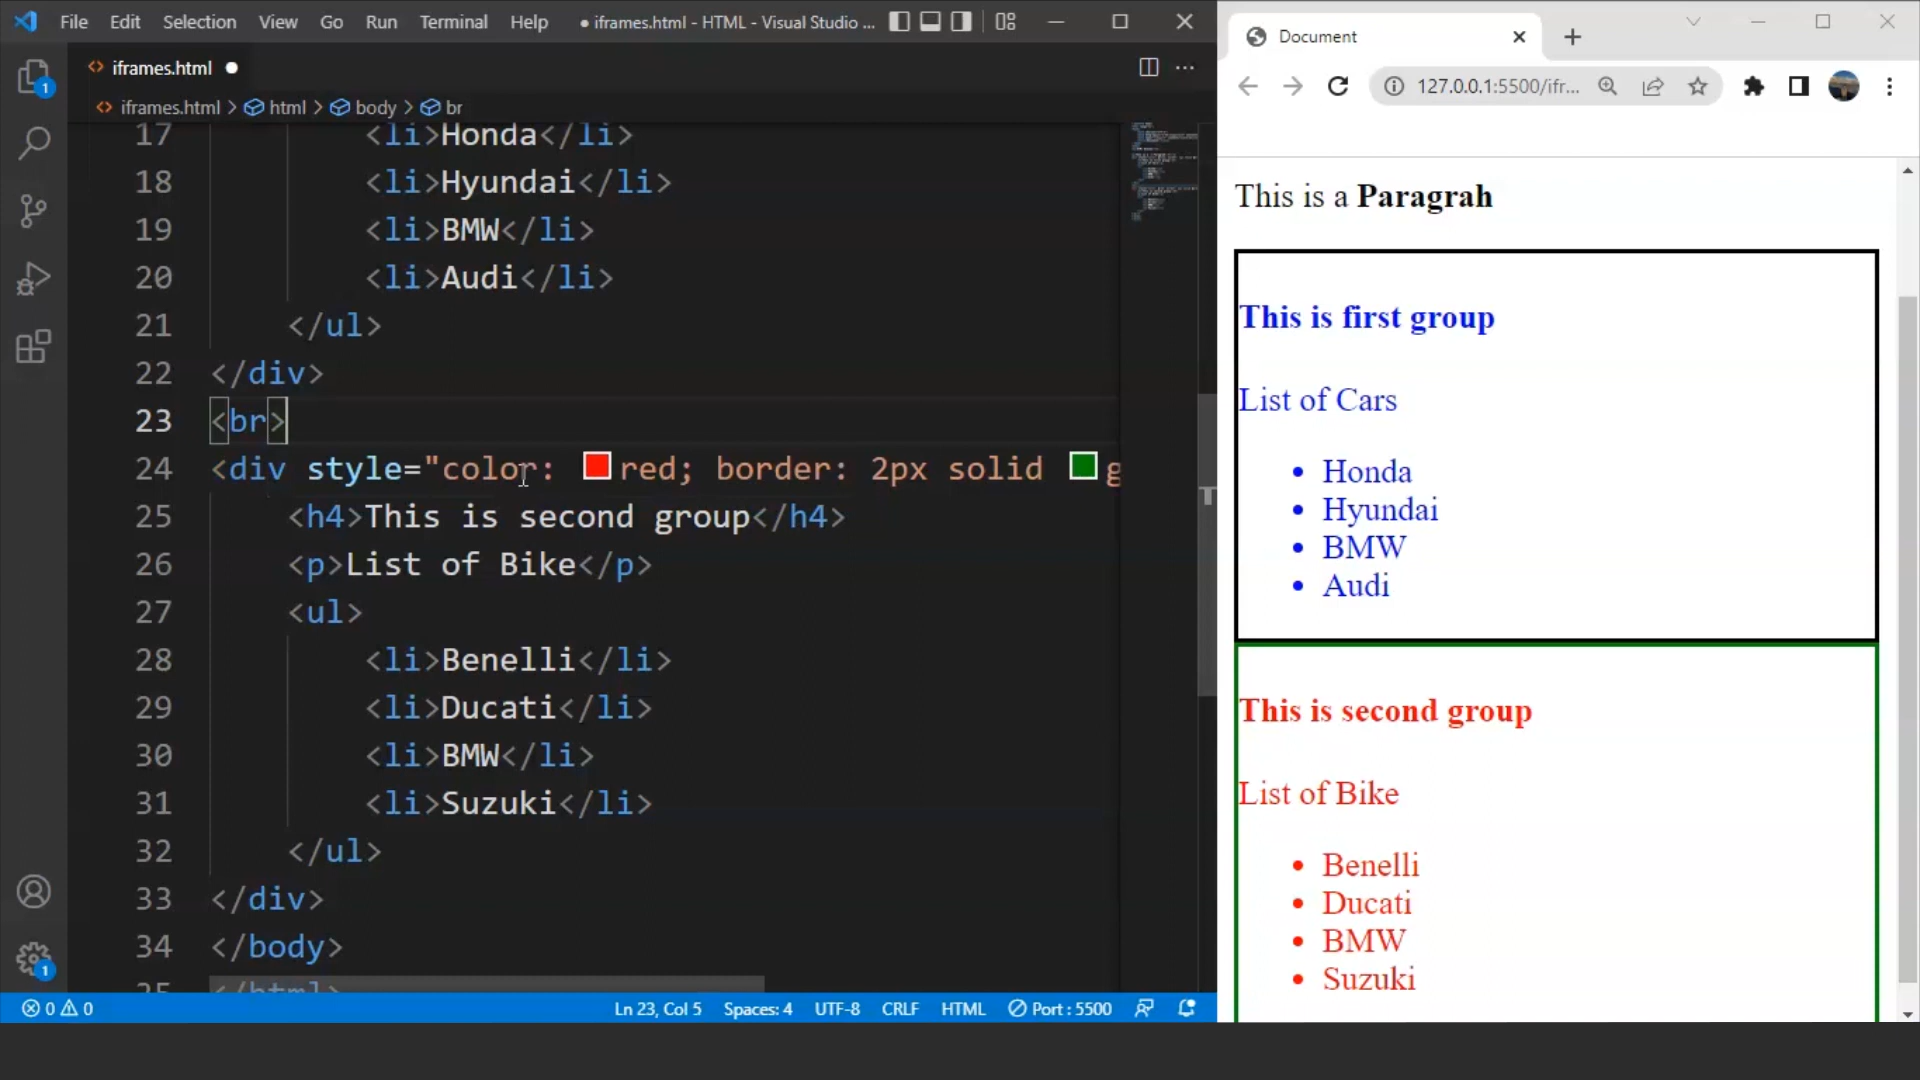 File Edit Selection View Go Run Terminal Help ● iframes.html - HTML - Visual Studio ...
iframes.html ●
iframes.html > html > body > br
17 <li>Honda</li>
18 <li>Hyundai</li>
19 <li>BMW</li>
20 <li>Audi</li>
21 </ul>
22 </div>
23 <br>
24 <div style="color: red; border: 2px solid g
25 <h4>This is second group</h4>
26 <p>List of Bike</p>
27 <ul>
28 <li>Benelli</li>
29 <li>Ducati</li>
30 <li>BMW</li>
31 <li>Suzuki</li>
32 </ul>
33 </div>
34 </body>
35 </html>
0 0 Ln 23, Col 5 Spaces: 4 UTF-8 CRLF HTML Port : 5500
1
1
Document
127.0.0.1:5500/ifr...
This is a Paragrah
This is first group
List of Cars
• Honda
• Hyundai
• BMW
• Audi
This is second group
List of Bike
• Benelli
• Ducati
• BMW
• Suzuki